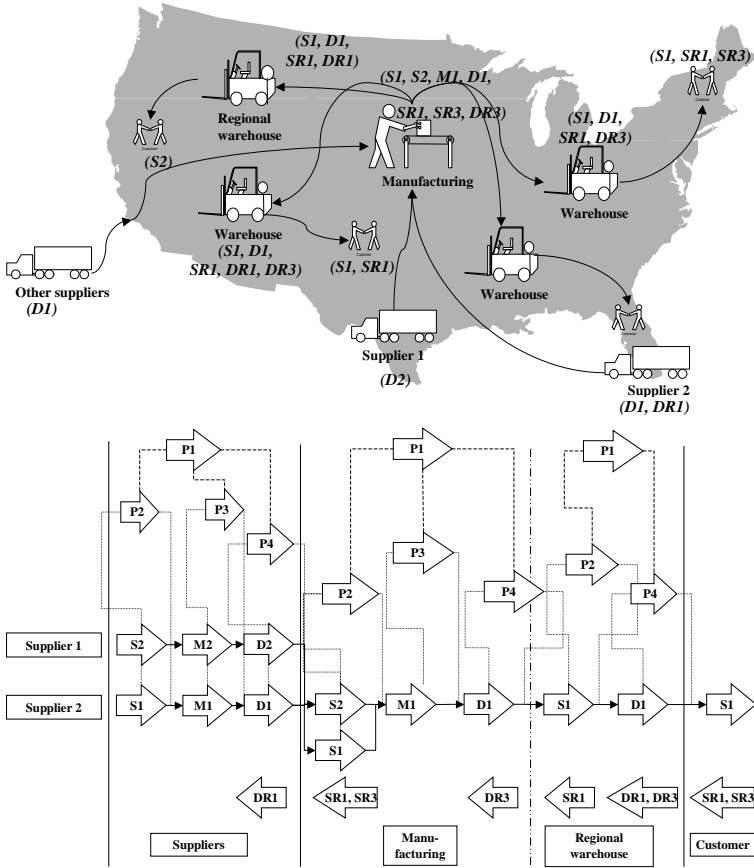 (S1, D1,
SR1, DR1)
(S1, S2, M1, D1,
SR1, SR3, DR3)
(S1, SR1, SR3)
Customer
Regional
warehouse
Customer
(S2)
(S1, D1,
SR1, DR3)
Manufacturing
Warehouse
Warehouse
(S1, D1,
SR1, DR1, DR3)
Customer
(S1, SR1)
Warehouse
Other suppliers
(D1)
Customer
Supplier 1
(D2)
Supplier 2
(D1, DR1)
P1
P1
P1
P2
P3
P4
P3
P2
P2
P4
P4
Supplier 1
S2
M2
D2
Supplier 2
S1
M1
D1
S2
M1
D1
S1
D1
S1
S1
DR1
SR1, SR3
DR3
SR1
DR1, DR3
SR1, SR3
Suppliers
Manu-
facturing
Regional
warehouse
Customer